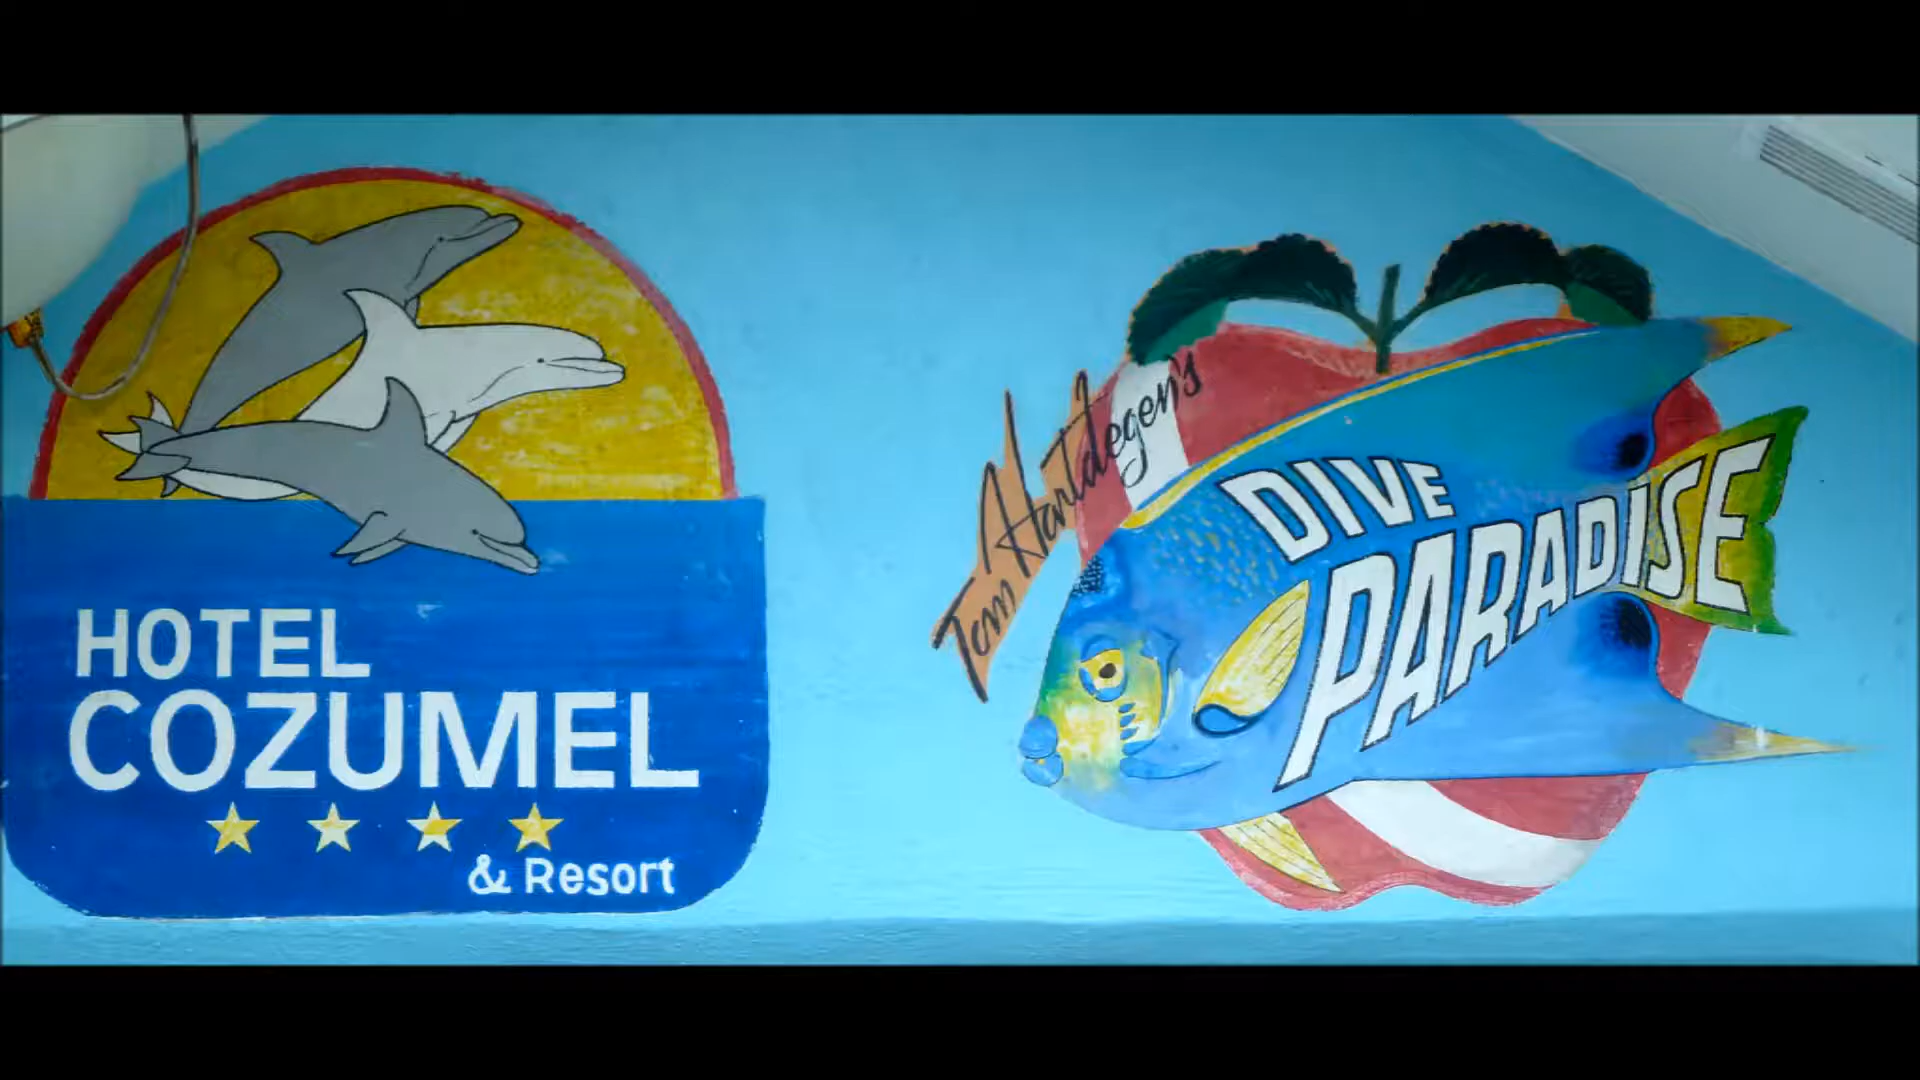 HOTEL
COZUMEL
& Resort
Tom Hartdegen's
DIVE
PARADISE